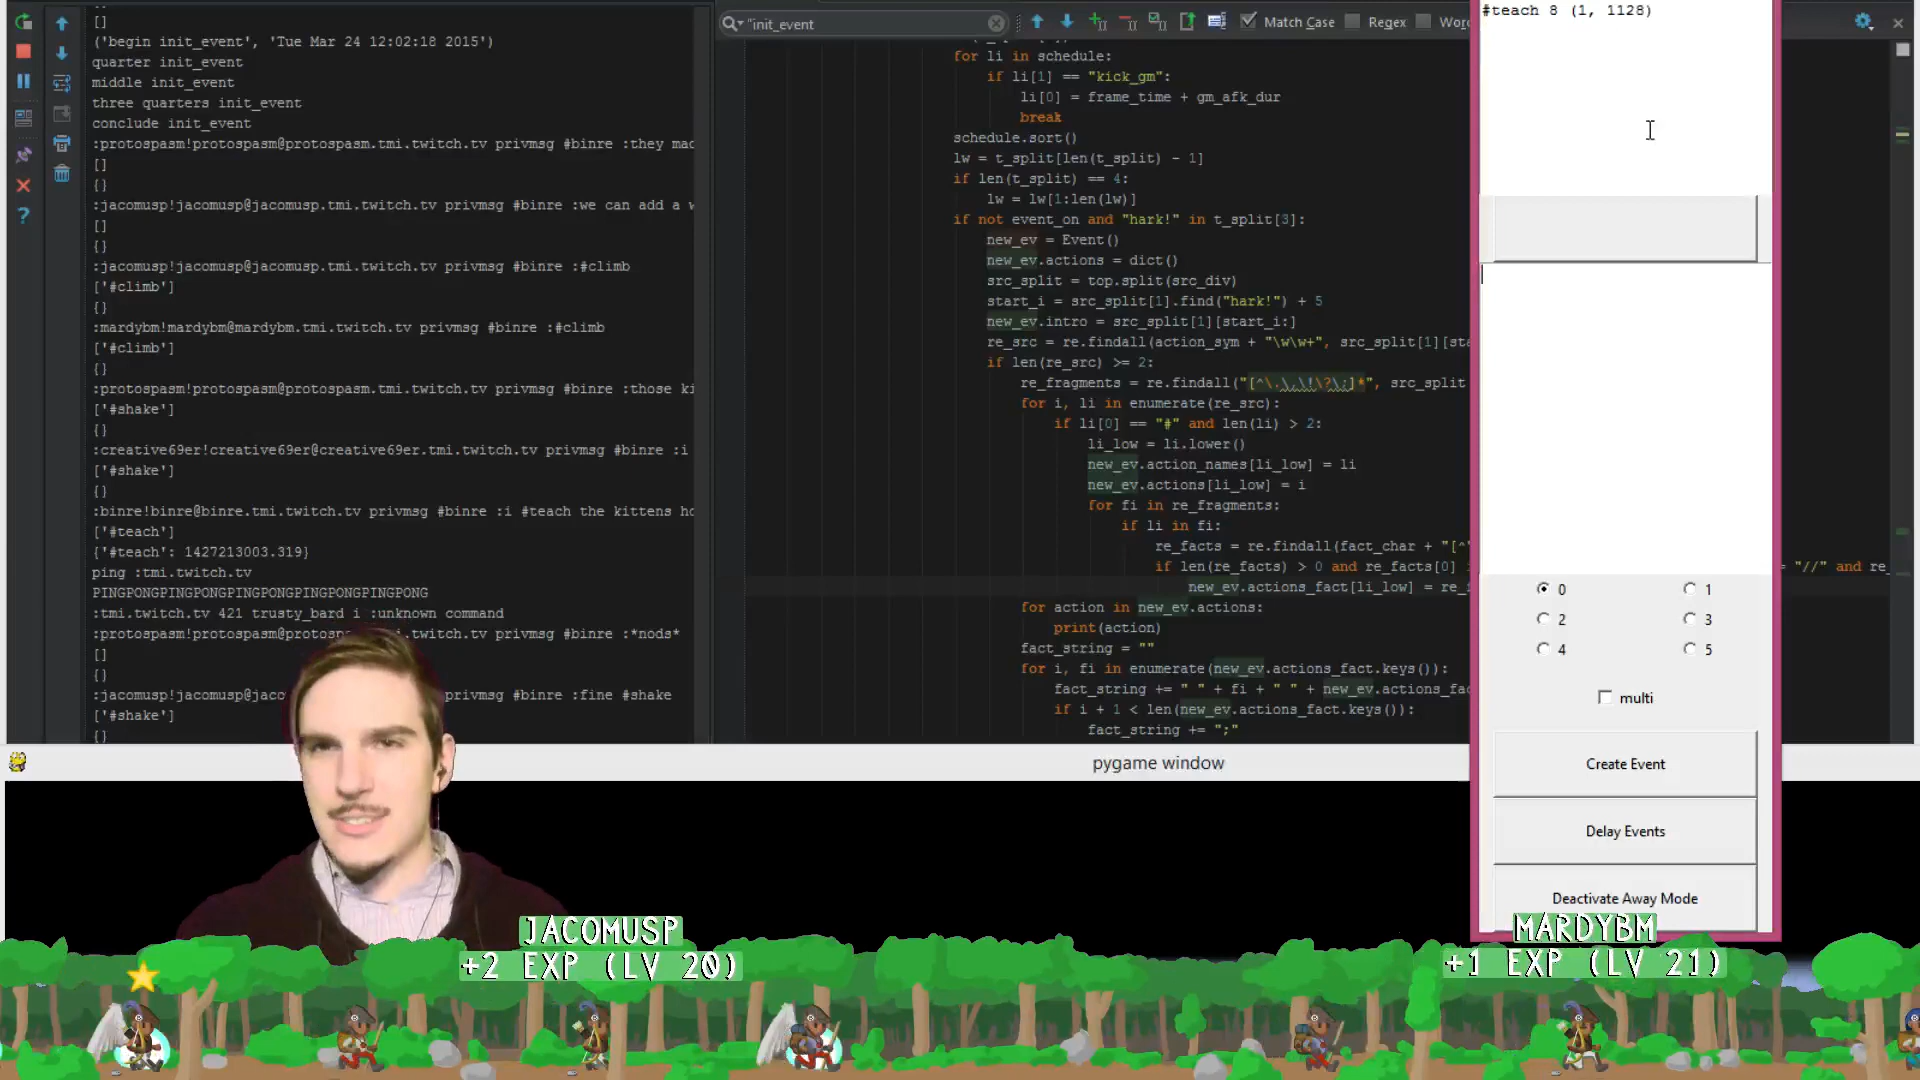 []
('begin init_event', 'Tue Mar 24 12:02:18 2015')
quarter init_event
middle init_event
three quarters init_event
conclude init_event
:protospasm!protospasm@protospasm.tmi.twitch.tv privmsg #binre :they mad
[]
{}
:jacomusp!jacomusp@jacomusp.tmi.twitch.tv privmsg #binre :we can add a w
[]
{}
:jacomusp!jacomusp@jacomusp.tmi.twitch.tv privmsg #binre :#climb
['#climb']
{}
:mardybm!mardybm@mardybm.tmi.twitch.tv privmsg #binre :#climb
['#climb']
{}
:protospasm!protospasm@protospasm.tmi.twitch.tv privmsg #binre :those ki
['#shake']
{}
:creative69er!creative69er@creative69er.tmi.twitch.tv privmsg #binre :i
['#shake']
{}
:binre!binre@binre.tmi.twitch.tv privmsg #binre :i #teach the kittens ho
['#teach']
{'#teach': 1427213003.319}
ping :tmi.twitch.tv
PINGPONGPINGPONGPINGPONGPINGPONGPINGPONG
:tmi.twitch.tv 421 trusty_bard i :unknown command
:protospasm!protospasm@protosp mi.twitch.tv privmsg #binre :*nods*
[]
{}
:jacomusp!jacomusp@jaco privmsg #binre :fine #shake
['#shake']
{}
"init_event
Match Case
Regex
for li in schedule:
if li[1] == "kick_gm":
li[0] = frame_time + gm_afk_dur
break
schedule.sort()
lw = t_split[len(t_split) - 1]
if len(t_split) == 4:
lw = lw[1:len(lw)]
if not event_on and "hark!" in t_split[3]:
new_ev = Event()
new_ev.actions = dict()
src_split = top.split(src_div)
start_i = src_split[1].find("hark!") + 5
new_ev.intro = src_split[1][start_i:]
re_src = re.findall(action_sym + "\w\w+", src_split[1][sta
if len(re_src) >= 2:
re_fragments = re.findall("[^\.\,\!\?\;]*", src_split
for i, li in enumerate(re_src):
if li[0] == "#" and len(li) > 2:
li_low = li.lower()
new_ev.action_names[li_low] = li
new_ev.actions[li_low] = i
for fi in re_fragments:
if li in fi:
re_facts = re.findall(fact_char + "[^
if len(re_facts) > 0 and re_facts[0] = "//" and re_
new_ev.actions_fact[li_low] = re_f
for action in new_ev.actions:
print(action)
fact_string = ""
for i, fi in enumerate(new_ev.actions_fact.keys()):
fact_string += " " + fi + " " + new_ev.actions_fac
if i + 1 < len(new_ev.actions_fact.keys()):
fact_string += ";"
#teach 8 (1, 1128)
0 1
2 3
4 5
multi
Create Event
Delay Events
Deactivate Away Mode
pygame window
JACOMUSP
+2 EXP (LV 20)
MARDYBM
+1 EXP (LV 21)